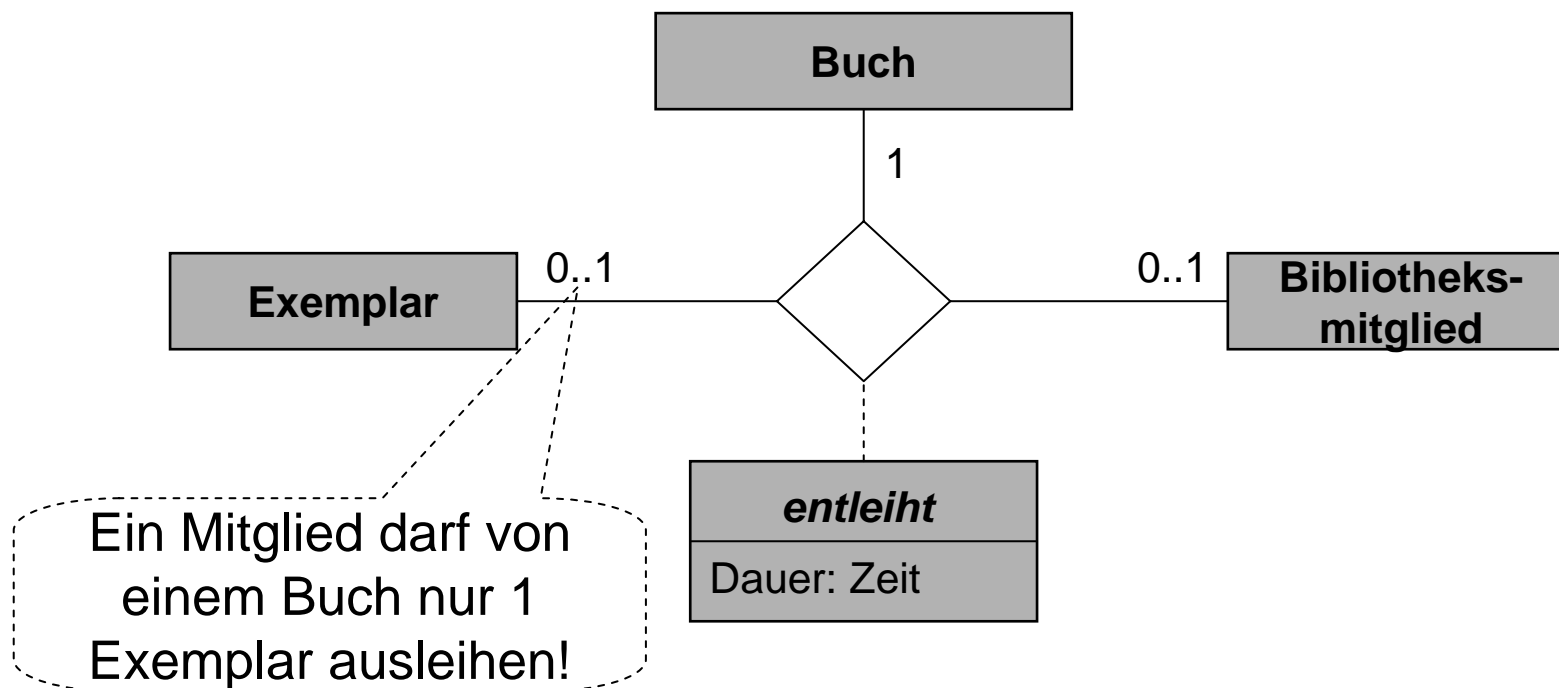 Buch
1
Exemplar
0..1
0..1
Bibliotheks-
mitglied
entleiht
Dauer: Zeit
Ein Mitglied darf von
einem Buch nur 1
Exemplar ausleihen!